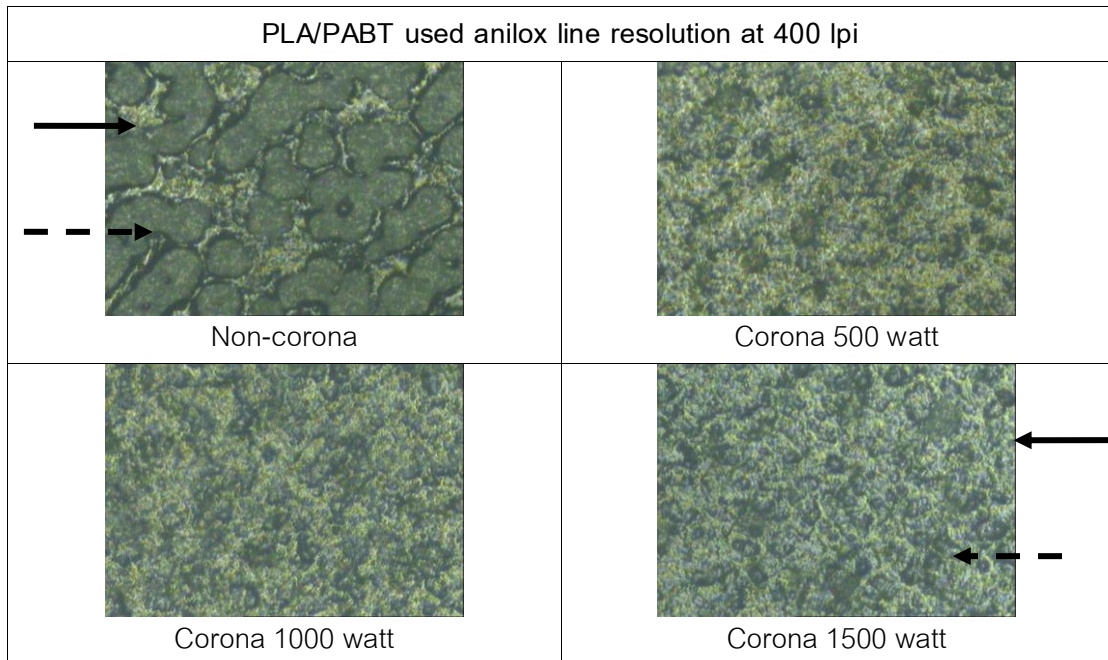 PLA/PABT used anilox line resolution at 400 lpi
Non-corona
Corona 500 watt
Corona 1000 watt
Corona 1500 watt